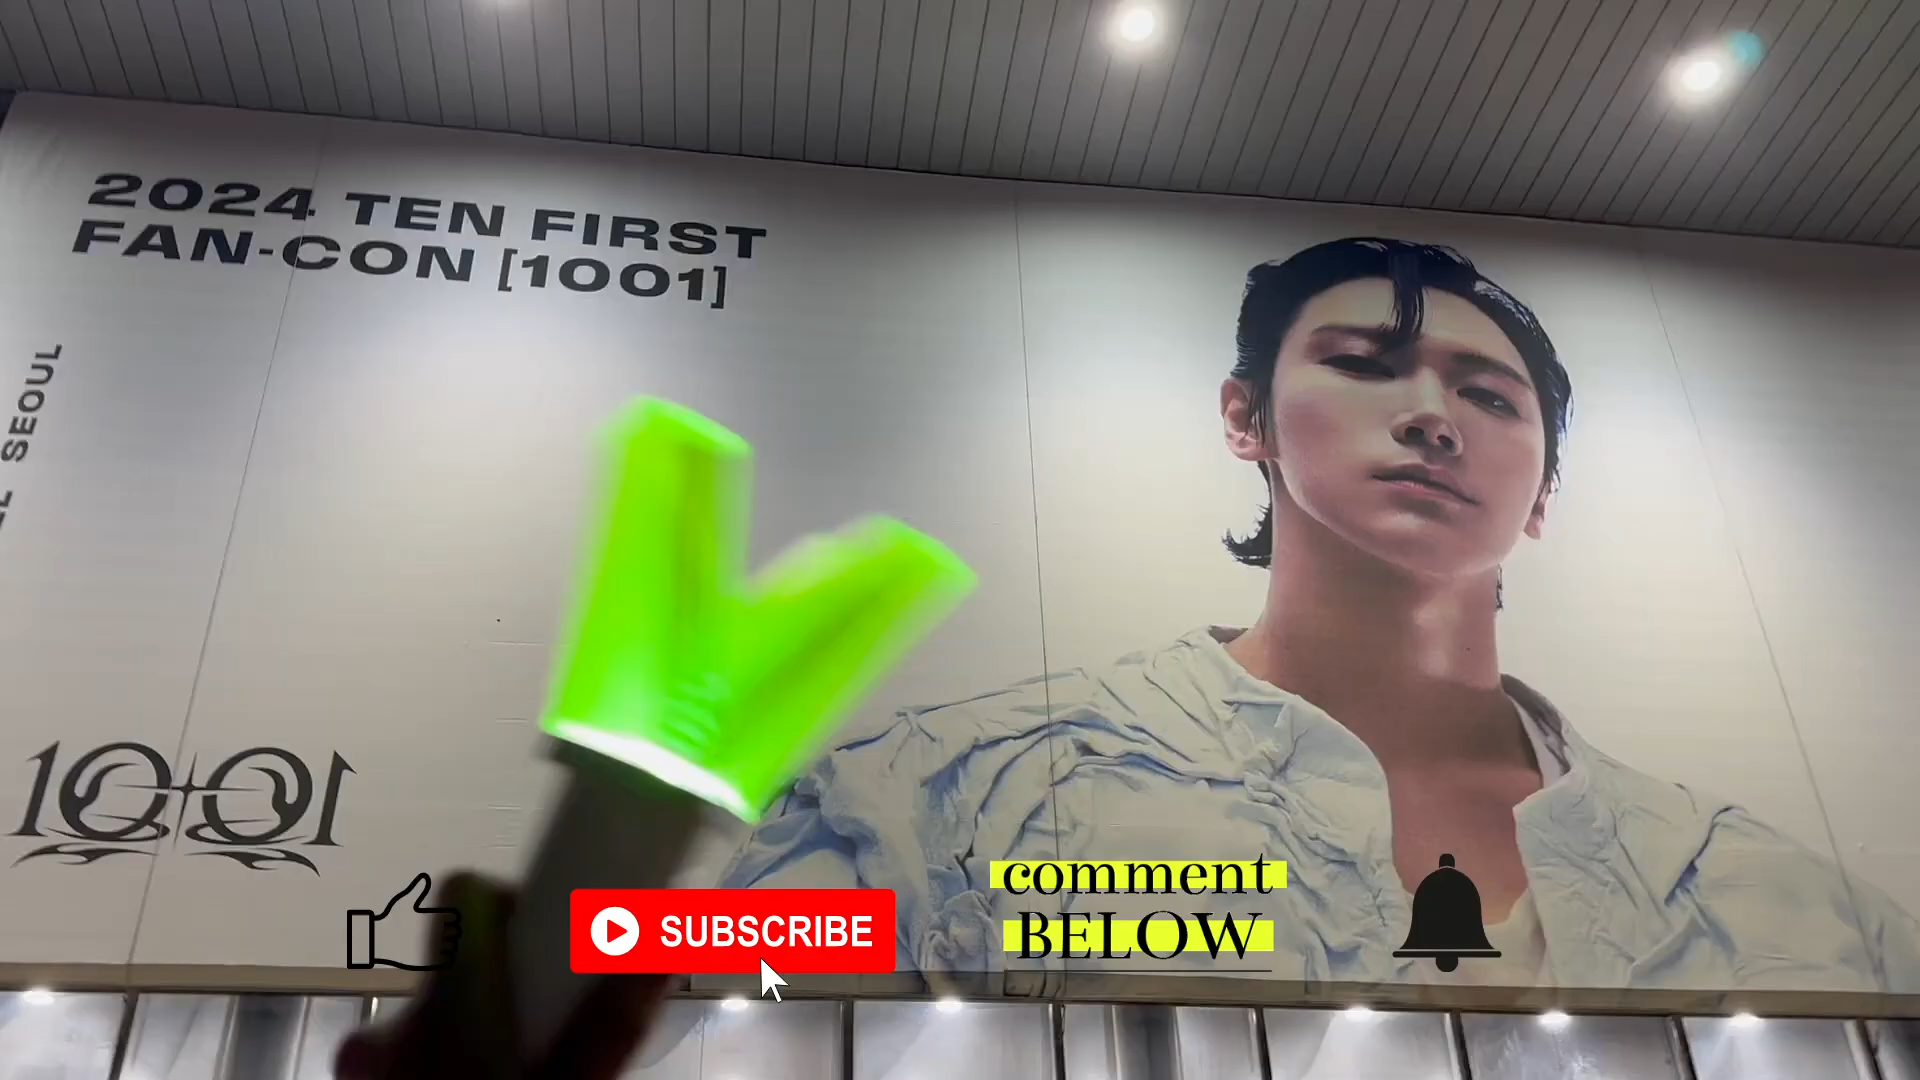 2024 TEN FIRST
FAN-CON [1001]
SEOUL
1001
SUBSCRIBE
comment
BELOW